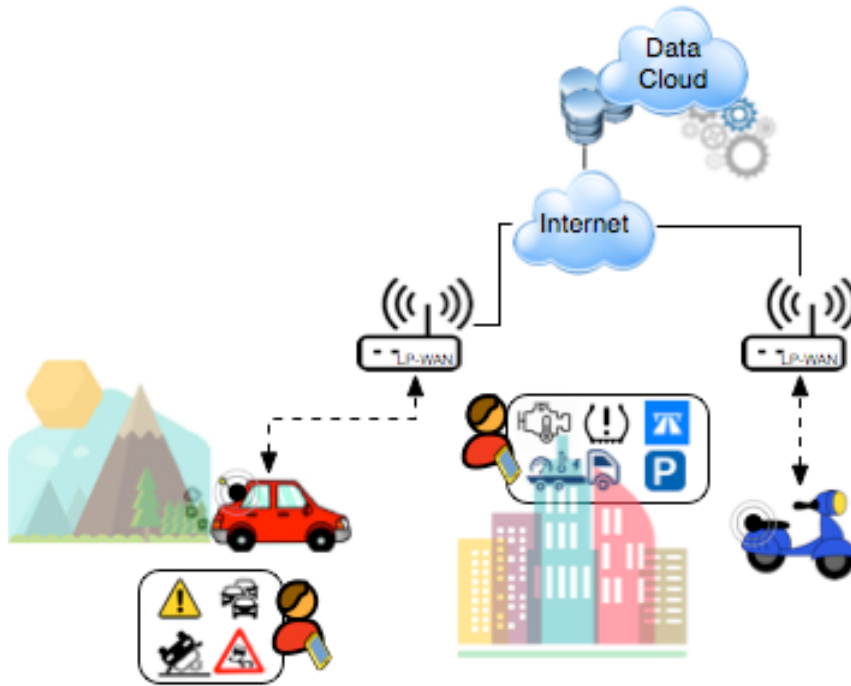 Data
Cloud
Internet
LP-WAN
LP-WAN
P